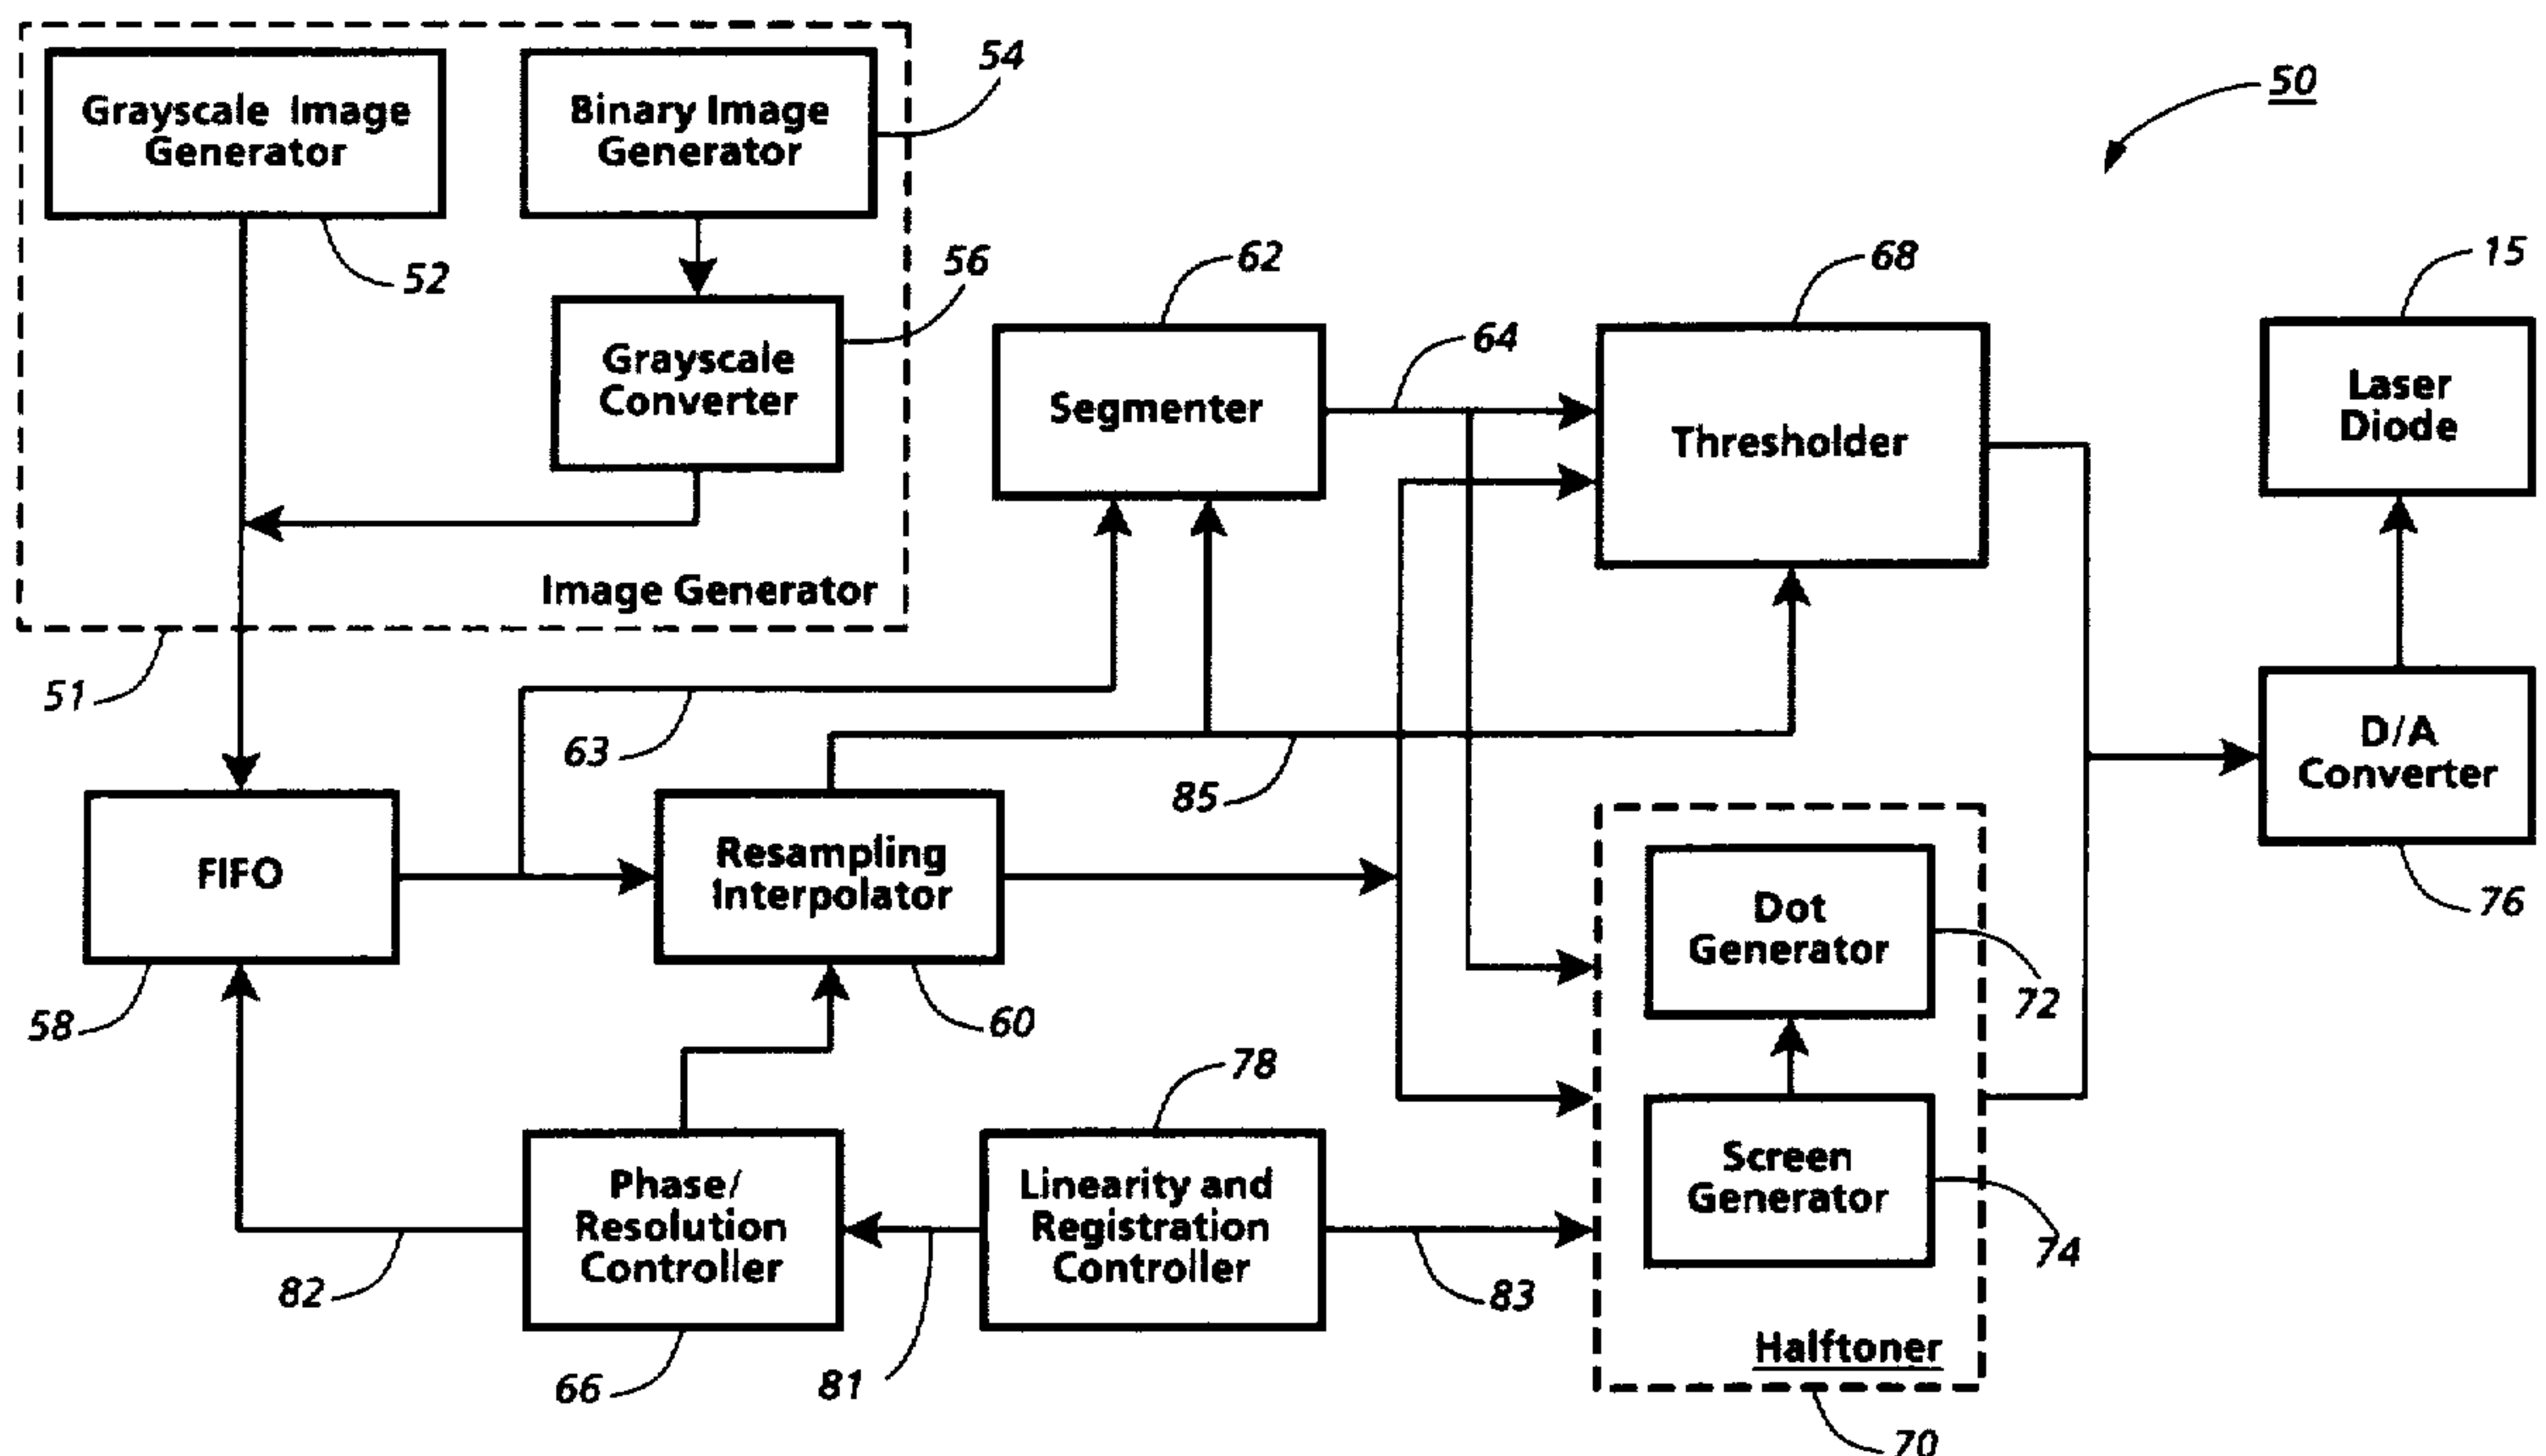 Grayscale Image
Generator
52
Binary Image
Generator
54
50
Grayscale
Converter
56
Image Generator
51
Segmenter
62
64
Thresholder
68
Laser
Diode
15
63
85
FIFO
58
Resampling
Interpolator
60
D/A
Converter
76
Dot
Generator
72
Screen
Generator
74
Halftoner
70
Phase/
Resolution
Controller
66
Linearity and
Registration
Controller
78
82
81
83